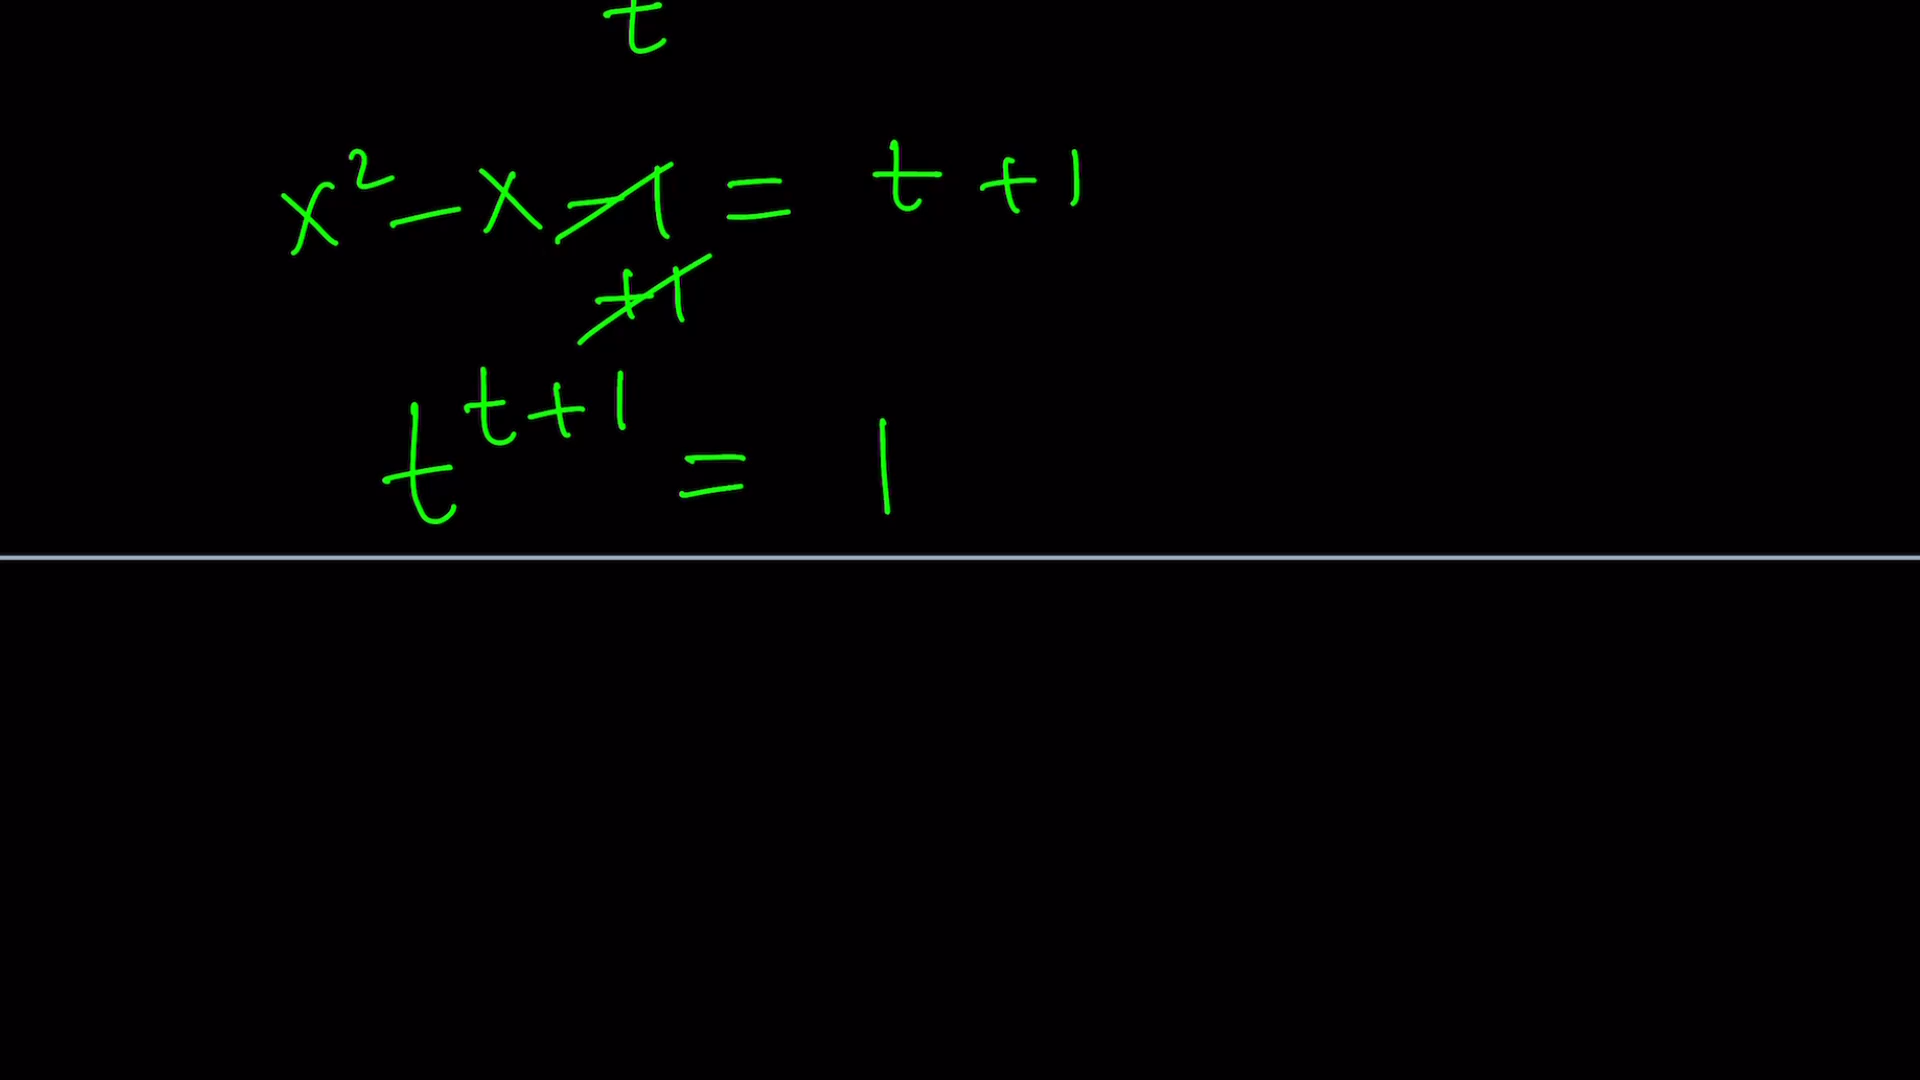 t
x² - x - 1 = t + 1
+1
t^{t+1} = 1